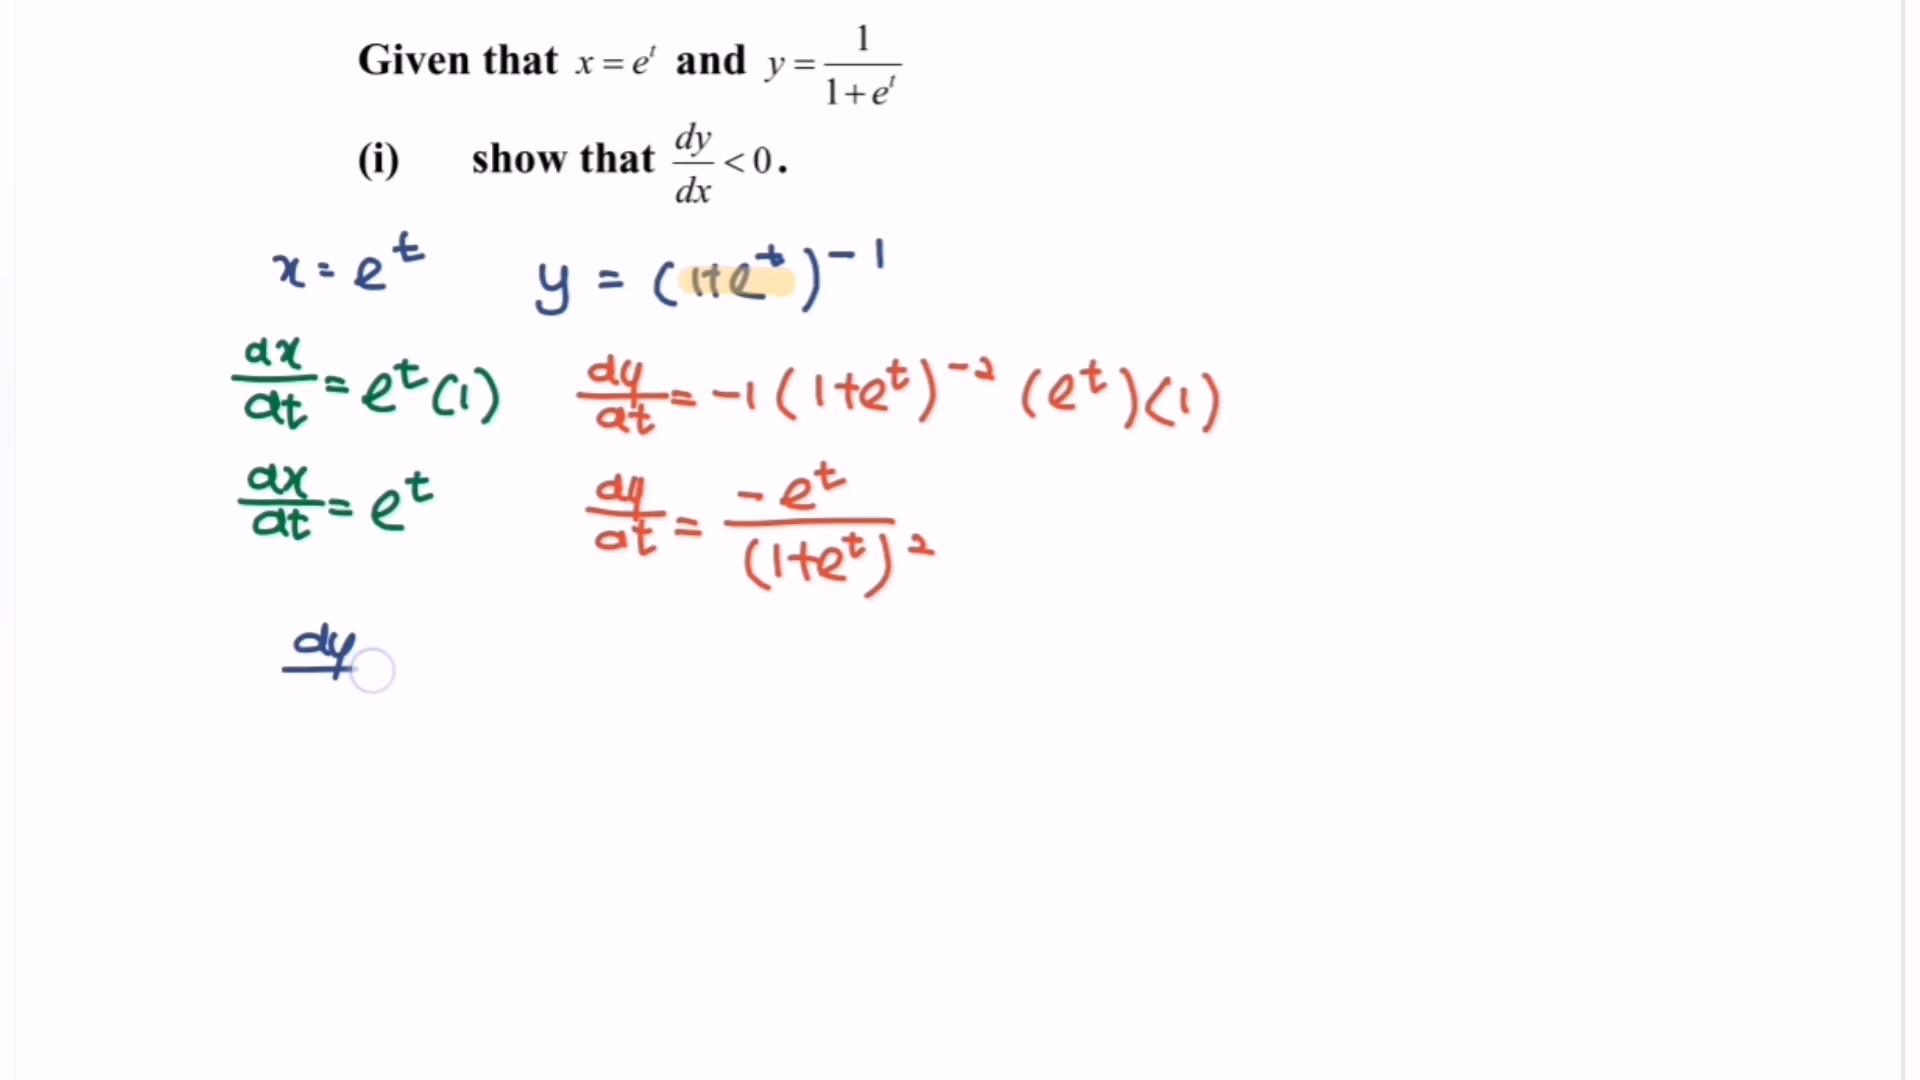 Given that x = e^t and y = 1/(1+e^t)
(i) show that dy/dx < 0.
x = e^t y = (1+e^t)^-1
dx/dt = e^t(1) dy/dt = -1(1+e^t)^-2 (e^t)(1)
dx/dt = e^t dy/dt = -e^t/(1+e^t)^2
dy